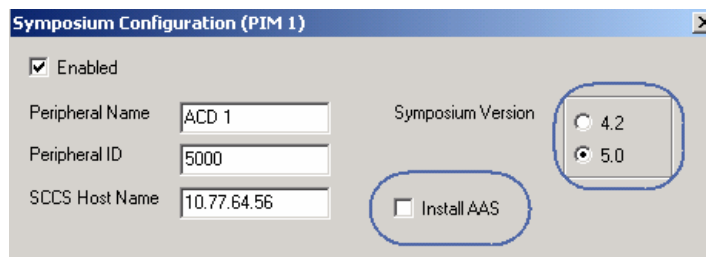 Symposium Configuration (PIM 1)
Enabled
Peripheral Name ACD 1 Symposium Version 4.2
Peripheral ID 5000 5.0
SCCS Host Name 10.77.64.56 Install AAS